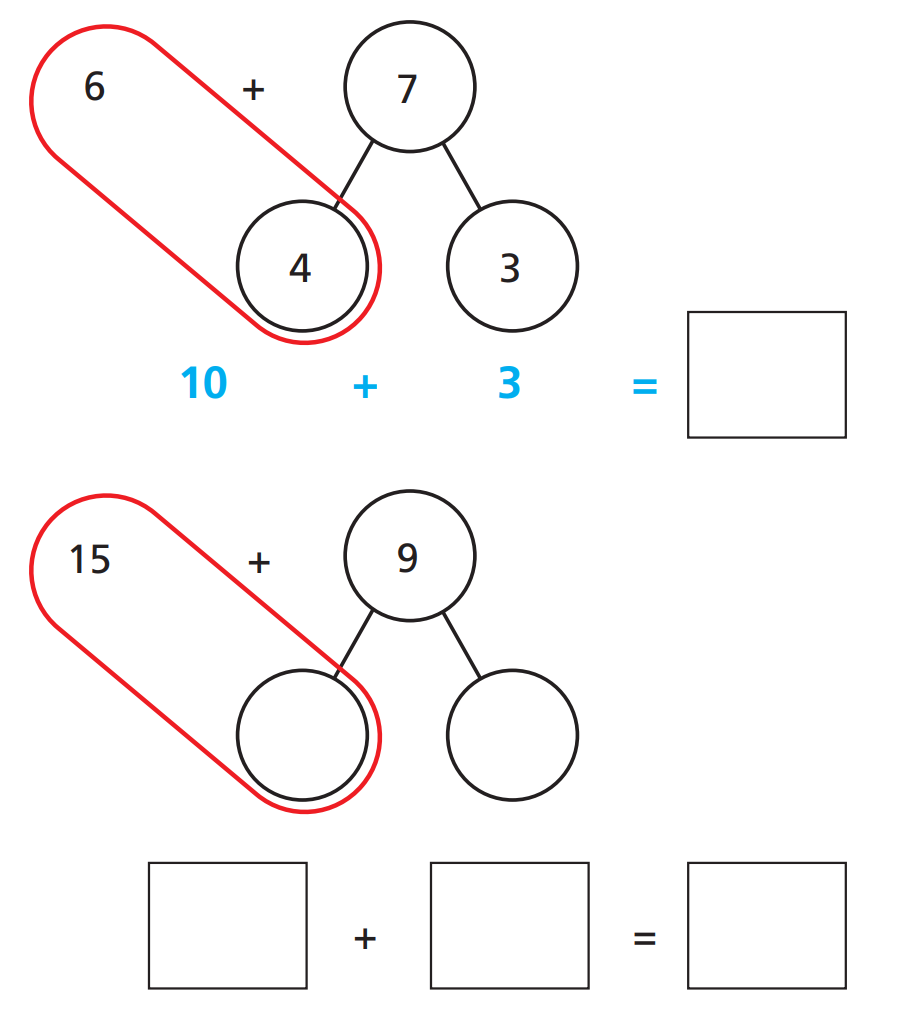 6 + 7
4 3
10 + 3 =
15 + 9
+ =